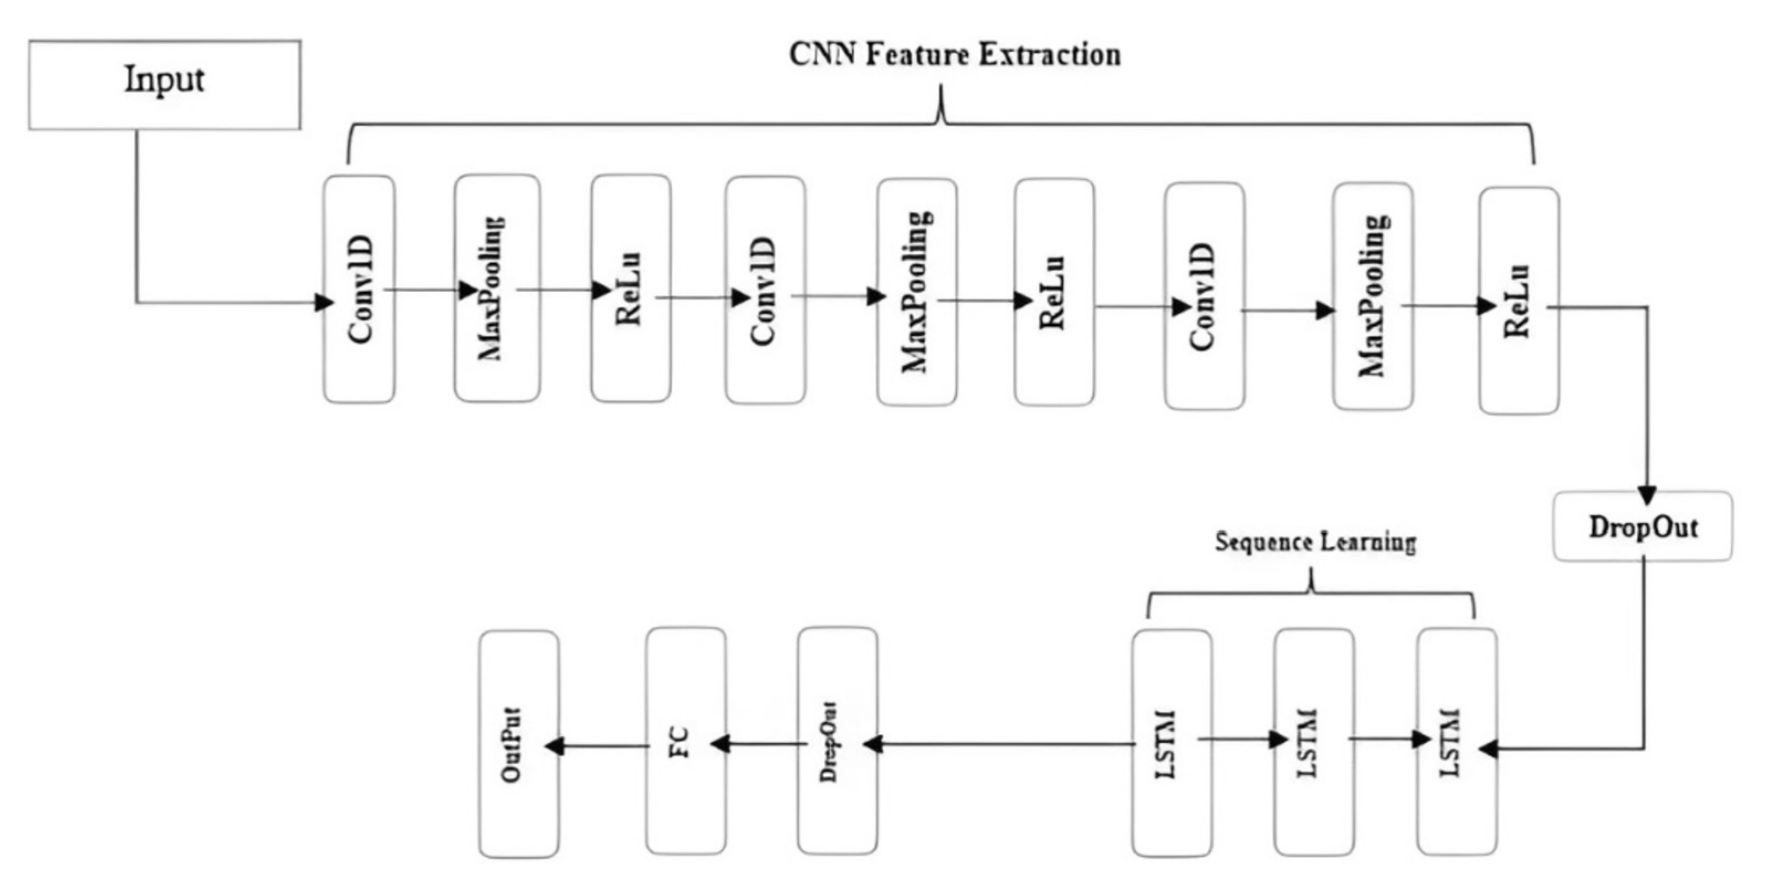 Input
CNN Feature Extraction
Conv1D
MaxPooling
ReLu
Conv1D
MaxPooling
ReLu
Conv1D
MaxPooling
ReLu
DropOut
Sequence Learning
LSTM
LSTM
LSTM
DropOut
FC
OutPut